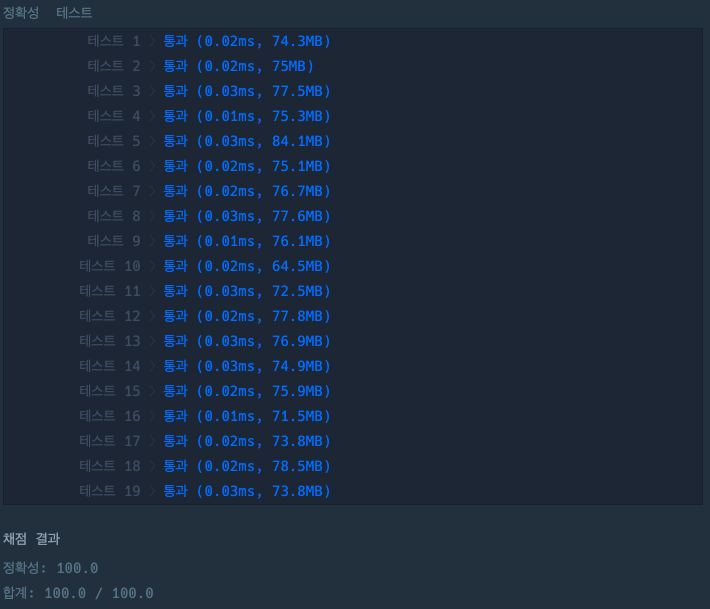 정확성  테스트
테스트 1 〉 통과 (0.02ms, 74.3MB)
테스트 2 〉 통과 (0.02ms, 75MB)
테스트 3 〉 통과 (0.03ms, 77.5MB)
테스트 4 〉 통과 (0.01ms, 75.3MB)
테스트 5 〉 통과 (0.03ms, 84.1MB)
테스트 6 〉 통과 (0.02ms, 75.1MB)
테스트 7 〉 통과 (0.02ms, 76.7MB)
테스트 8 〉 통과 (0.03ms, 77.6MB)
테스트 9 〉 통과 (0.01ms, 76.1MB)
테스트 10 〉 통과 (0.02ms, 64.5MB)
테스트 11 〉 통과 (0.03ms, 72.5MB)
테스트 12 〉 통과 (0.02ms, 77.8MB)
테스트 13 〉 통과 (0.03ms, 76.9MB)
테스트 14 〉 통과 (0.03ms, 74.9MB)
테스트 15 〉 통과 (0.02ms, 75.9MB)
테스트 16 〉 통과 (0.01ms, 71.5MB)
테스트 17 〉 통과 (0.02ms, 73.8MB)
테스트 18 〉 통과 (0.02ms, 78.5MB)
테스트 19 〉 통과 (0.03ms, 73.8MB)
채점 결과
정확성: 100.0
합계: 100.0 / 100.0